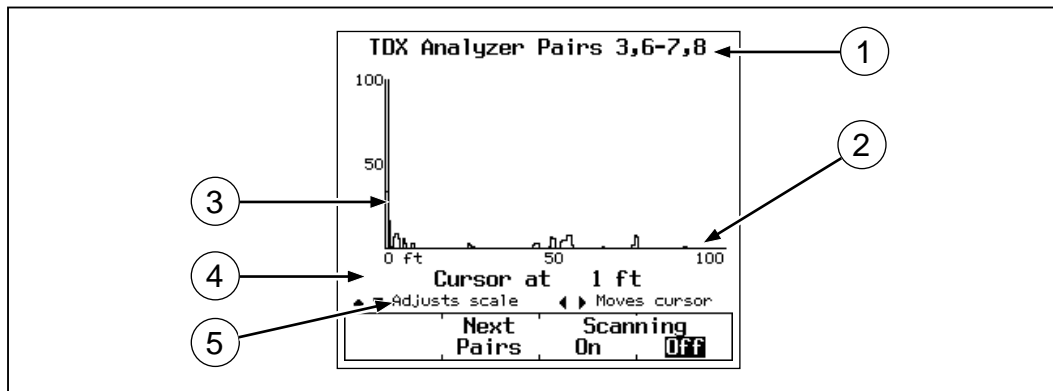 TDX Analyzer Pairs 3,6-7,8
1
100
50
2
3
0 ft 50 100
4
Cursor at 1 ft
Adjusts scale Moves cursor
5
Next Pairs
Scanning
On Off